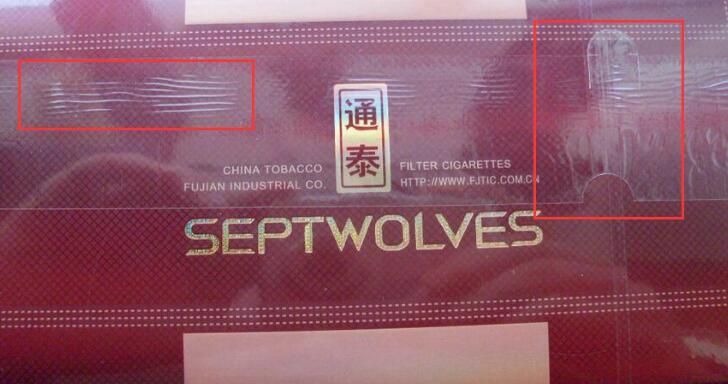 通泰
CHINA TOBACCO
FUJIAN INDUSTRIAL CO.
FILTER CIGARETTES
HTTP://WWW.FJTIC.COM.CN
SEPTWOLVES